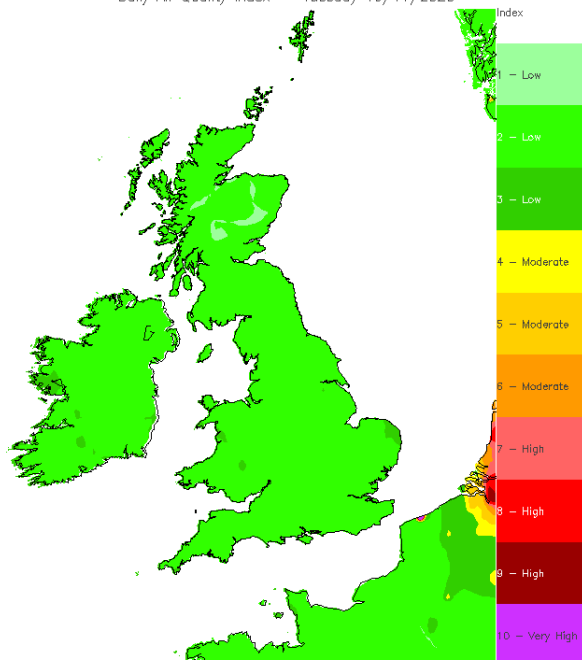 Index
1 - Low
2 - Low
3 - Low
4 - Moderate
5 - Moderate
6 - Moderate
7 - High
8 - High
9 - High
10 - Very High